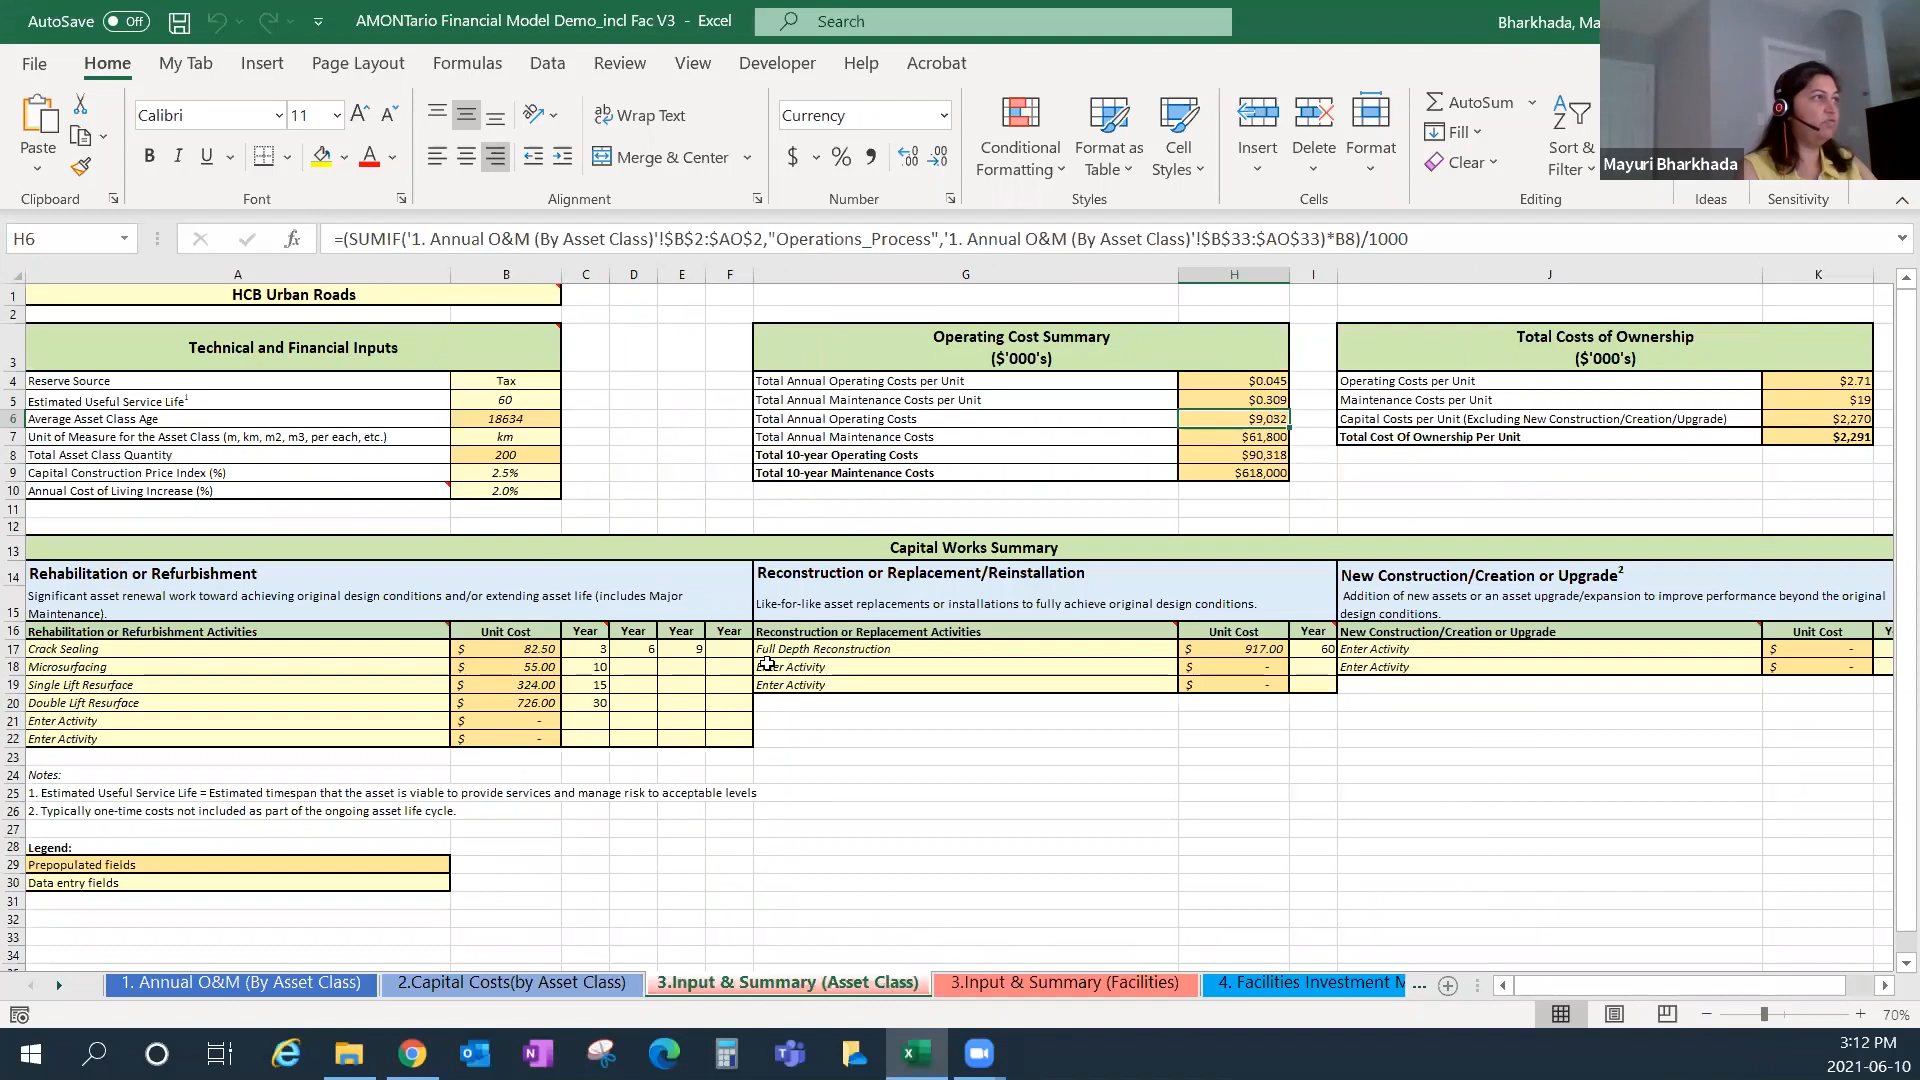 AutoSave Off AMONTario Financial Model Demo_incl Fac V3 - Excel Search Bharkhada, Ma
File Home My Tab Insert Page Layout Formulas Data Review View Developer Help Acrobat
Calibri 11 Wrap Text Currency AutoSum
Paste B I U Merge & Center $ % Conditional Formatting Format as Table Cell Styles Insert Delete Format Fill Clear Sort & Filter
Mayuri Bharkhada
Clipboard Font Alignment Number Styles Cells Editing Ideas Sensitivity
H6 fx =(SUMIF('1. Annual O&M (By Asset Class)'!$B$2:$AO$2,"Operations_Process",'1. Annual O&M (By Asset Class)'!$B$33:$AO$33)*B8)/1000
A B C D E F G H I J K
1 HCB Urban Roads
2
3 Technical and Financial Inputs Operating Cost Summary ($'000's) Total Costs of Ownership ($'000's)
4 Reserve Source Tax Total Annual Operating Costs per Unit $0.045 Operating Costs per Unit $2.71
5 Estimated Useful Service Life1 60 Total Annual Maintenance Costs per Unit $0.309 Maintenance Costs per Unit $19
6 Average Asset Class Age 18634 Total Annual Operating Costs $9,032 Capital Costs per Unit (Excluding New Construction/Creation/Upgrade) $2,270
7 Unit of Measure for the Asset Class (m, km, m2, m3, per each, etc.) km Total Annual Maintenance Costs $61,800 Total Cost Of Ownership Per Unit $2,291
8 Total Asset Class Quantity 200 Total 10-year Operating Costs $90,318
9 Capital Construction Price Index (%) 2.5% Total 10-year Maintenance Costs $618,000
10 Annual Cost of Living Increase (%) 2.0%
11
12
13 Capital Works Summary
14 Rehabilitation or Refurbishment Reconstruction or Replacement/Reinstallation New Construction/Creation or Upgrade2
15 Significant asset renewal work toward achieving original design conditions and/or extending asset life (includes Major Maintenance). Like-for-like asset replacements or installations to fully achieve original design conditions. Addition of new assets or an asset upgrade/expansion to improve performance beyond the original design conditions.
16 Rehabilitation or Refurbishment Activities Unit Cost Year Year Year Year Reconstruction or Replacement Activities Unit Cost Year New Construction/Creation or Upgrade Unit Cost Y
17 Crack Sealing $ 82.50 3 6 9 Full Depth Reconstruction $ 917.00 60 Enter Activity $ -
18 Microsurfacing $ 55.00 10 Enter Activity $ - Enter Activity $ -
19 Single Lift Resurface $ 324.00 15 Enter Activity $ -
20 Double Lift Resurface $ 726.00 30
21 Enter Activity $ -
22 Enter Activity $ -
23
24 Notes:
25 1. Estimated Useful Service Life = Estimated timespan that the asset is viable to provide services and manage risk to acceptable levels
26 2. Typically one-time costs not included as part of the ongoing asset life cycle.
27
28 Legend:
29 Prepopulated fields
30 Data entry fields
31
32
33
34
1. Annual O&M (By Asset Class) 2.Capital Costs(by Asset Class) 3.Input & Summary (Asset Class) 3.Input & Summary (Facilities) 4. Facilities Investment M ...
70%
3:12 PM
2021-06-10